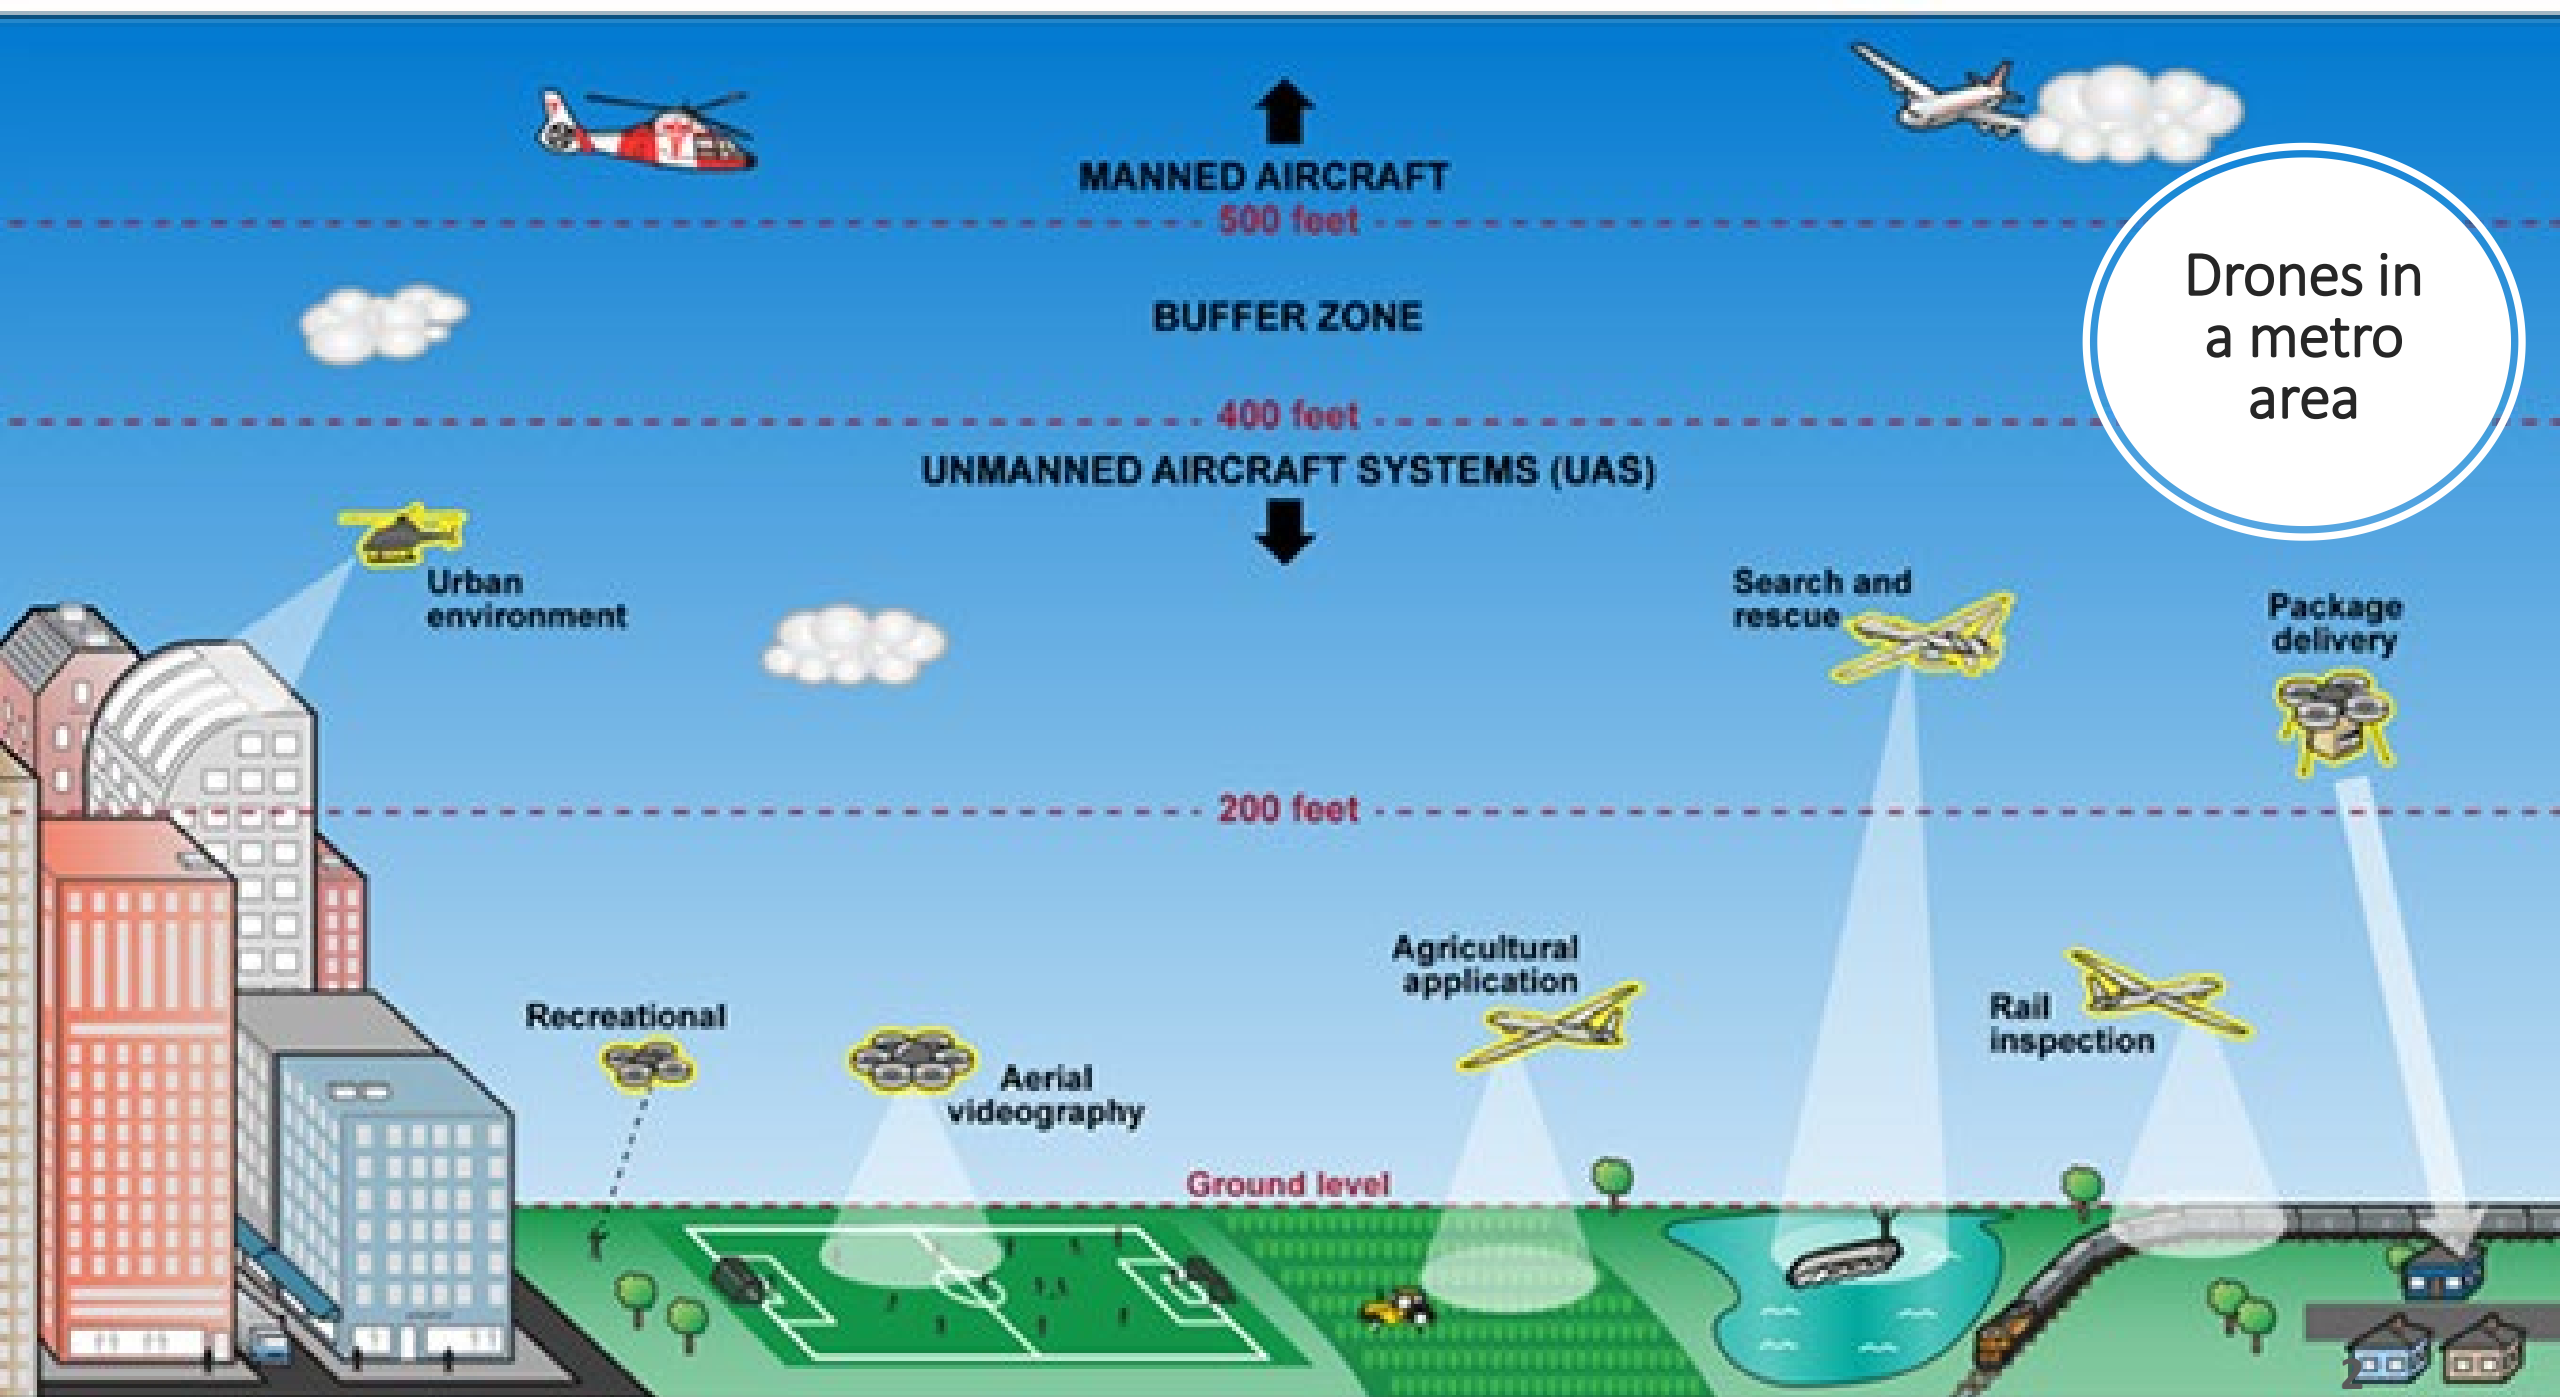 MANNED AIRCRAFT
500 feet
Drones in
a metro
area
BUFFER ZONE
400 feet
UNMANNED AIRCRAFT SYSTEMS (UAS)
Urban
environment
Search and
rescue
Package
delivery
200 feet
Agricultural
application
Recreational
Rail
inspection
Aerial
videography
Ground level
2